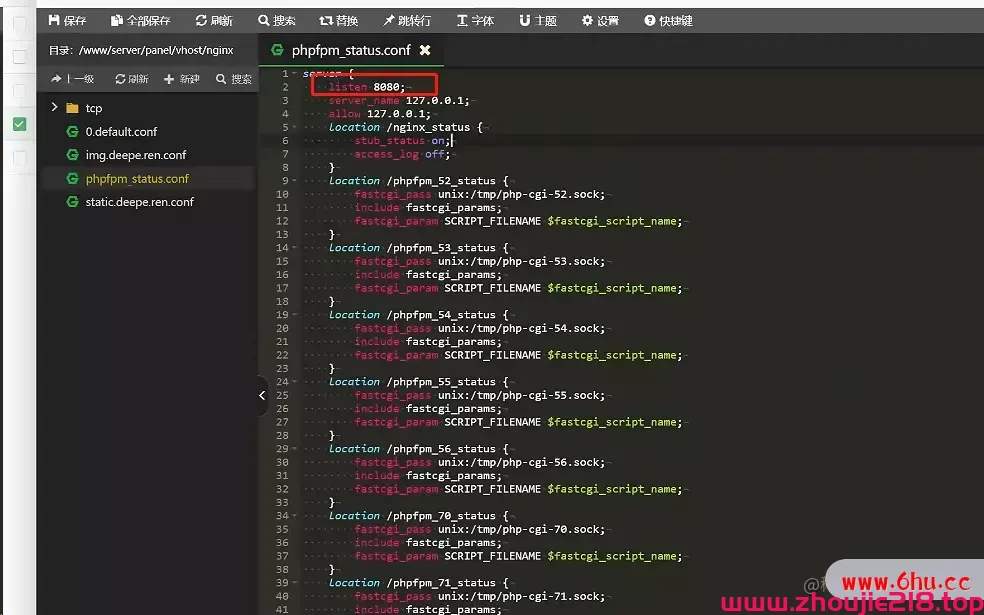 保存 全部保存 刷新 搜索 替换 跳转行 字体 主题 设置 快捷键
目录: /www/server/panel/vhost/nginx
phpfpm_status.conf
上一级 刷新 新建 搜索
tcp
0.default.conf
img.deepe.ren.conf
phpfpm_status.conf
static.deepe.ren.conf
1 server {
2 listen 8080;
3 server_name 127.0.0.1;
4 allow 127.0.0.1;
5 location /nginx_status {
6 stub_status on;
7 access_log off;
8 }
9 location /phpfpm_52_status {
10 fastcgi_pass unix:/tmp/php-cgi-52.sock;
11 include fastcgi_params;
12 fastcgi_param SCRIPT_FILENAME $fastcgi_script_name;
13 }
14 location /phpfpm_53_status {
15 fastcgi_pass unix:/tmp/php-cgi-53.sock;
16 include fastcgi_params;
17 fastcgi_param SCRIPT_FILENAME $fastcgi_script_name;
18 }
19 location /phpfpm_54_status {
20 fastcgi_pass unix:/tmp/php-cgi-54.sock;
21 include fastcgi_params;
22 fastcgi_param SCRIPT_FILENAME $fastcgi_script_name;
23 }
24 location /phpfpm_55_status {
25 fastcgi_pass unix:/tmp/php-cgi-55.sock;
26 include fastcgi_params;
27 fastcgi_param SCRIPT_FILENAME $fastcgi_script_name;
28 }
29 location /phpfpm_56_status {
30 fastcgi_pass unix:/tmp/php-cgi-56.sock;
31 include fastcgi_params;
32 fastcgi_param SCRIPT_FILENAME $fastcgi_script_name;
33 }
34 location /phpfpm_70_status {
35 fastcgi_pass unix:/tmp/php-cgi-70.sock;
36 include fastcgi_params;
37 fastcgi_param SCRIPT_FILENAME $fastcgi_script_name;
38 }
39 location /phpfpm_71_status {
40 fastcgi_pass unix:/tmp/php-cgi-71.sock;
41 include fastcgi_params;
www.6hu.cc
www.zhoujie218.top